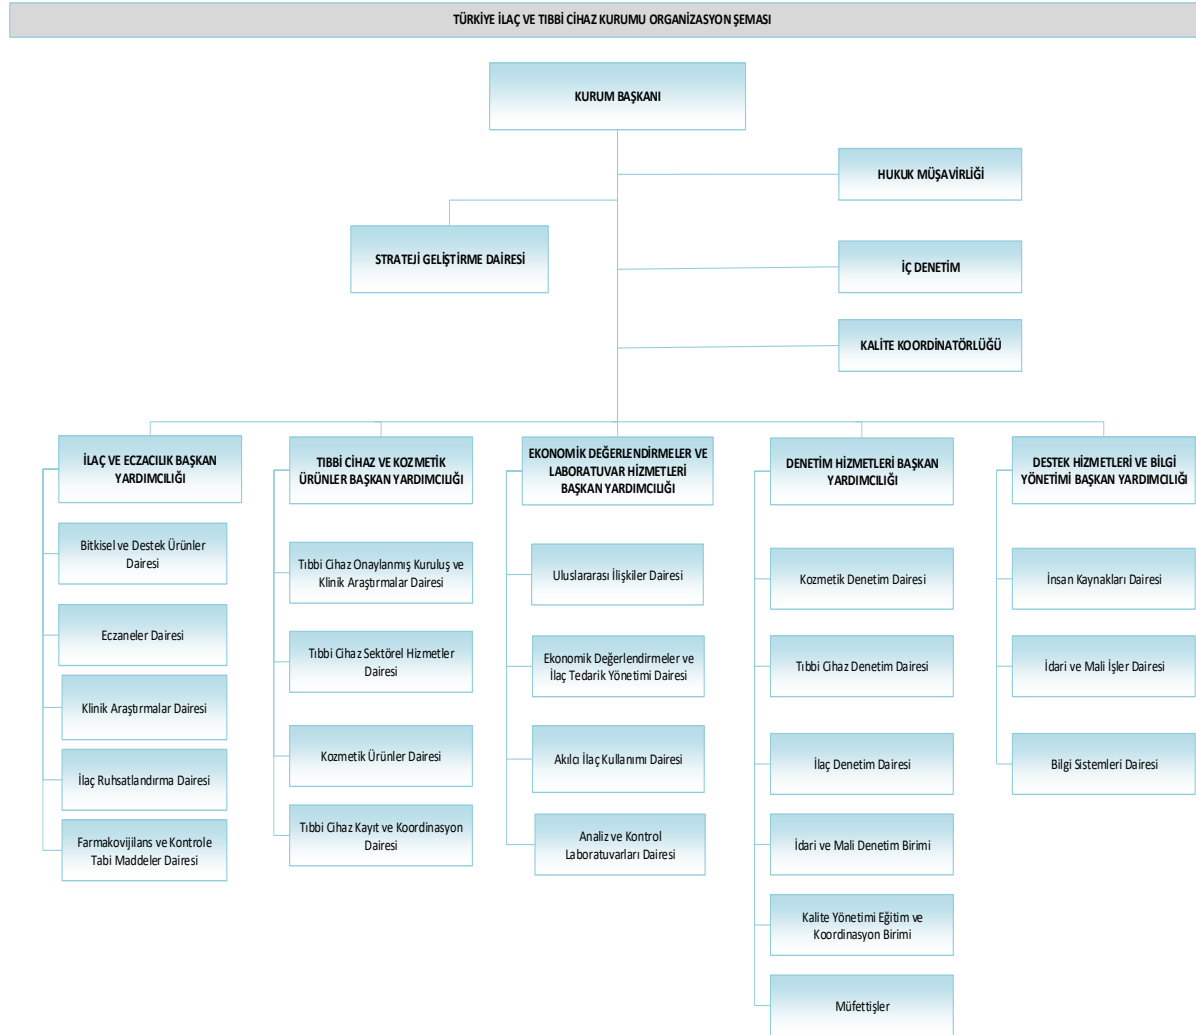 TÜRKİYE İLAÇ VE TIBBİ CİHAZ KURUMU ORGANİZASYON ŞEMASI
KURUM BAŞKANI
HUKUK MÜŞAVİRLİĞİ
STRATEJİ GELİŞTİRME DAİRESİ
İÇ DENETİM
KALİTE KOORDİNATÖRLÜĞÜ
İLAÇ VE ECZACILIK BAŞKAN
YARDIMCILIĞI
Bitkisel ve Destek Ürünler
Dairesi
Eczaneler Dairesi
Klinik Araştırmalar Dairesi
İlaç Ruhsatlandırma Dairesi
Farmakovijilans ve Kontrole
Tabi Maddeler Dairesi
TIBBİ CİHAZ VE KOZMETİK
ÜRÜNLER BAŞKAN YARDIMCILIĞI
Tıbbi Cihaz Onaylanmış Kuruluş ve
Klinik Araştırmalar Dairesi
Tıbbi Cihaz Sektörel Hizmetler
Dairesi
Kozmetik Ürünler Dairesi
Tıbbi Cihaz Kayıt ve Koordinasyon
Dairesi
EKONOMİK DEĞERLENDİRMELER VE
LABORATUVAR HİZMETLERİ
BAŞKAN YARDIMCILIĞI
Uluslararası İlişkiler Dairesi
Ekonomik Değerlendirmeler ve
İlaç Tedarik Yönetimi Dairesi
Akılcı İlaç Kullanımı Dairesi
Analiz ve Kontrol
Laboratuvarları Dairesi
DENETİM HİZMETLERİ BAŞKAN
YARDIMCILIĞI
Kozmetik Denetim Dairesi
Tıbbi Cihaz Denetim Dairesi
İlaç Denetim Dairesi
İdari ve Mali Denetim Birimi
Kalite Yönetimi Eğitim ve
Koordinasyon Birimi
Müfettişler
DESTEK HİZMETLERİ VE BİLGİ
YÖNETİMİ BAŞKAN YARDIMCILIĞI
İnsan Kaynakları Dairesi
İdari ve Mali İşler Dairesi
Bilgi Sistemleri Dairesi